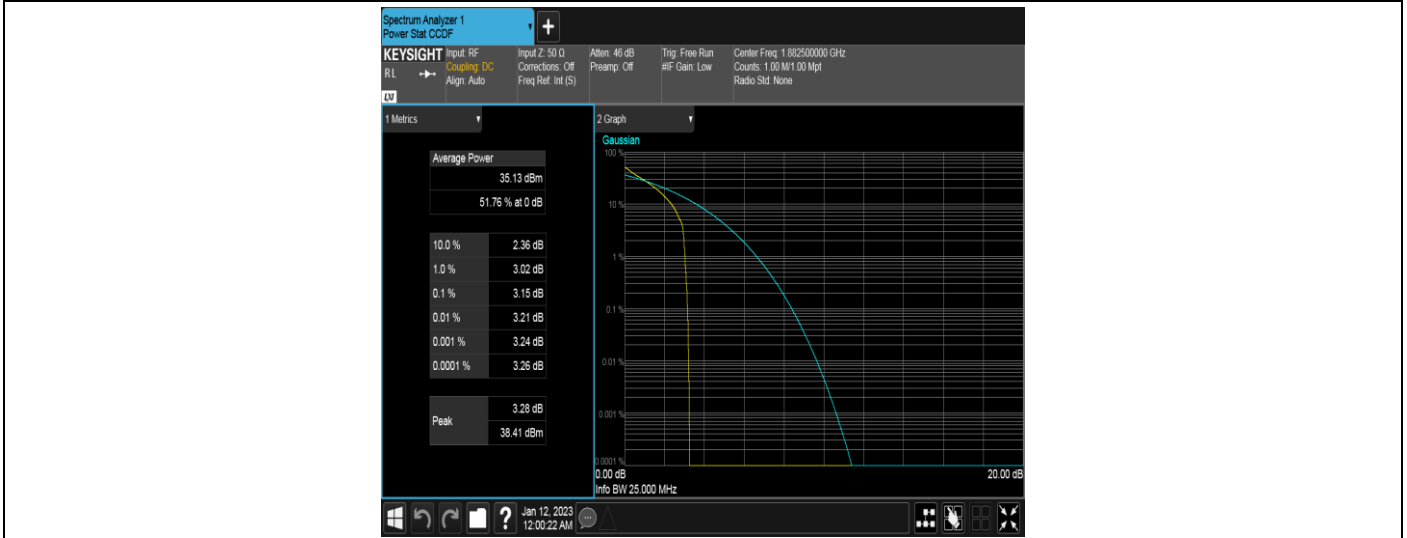 Spectrum Analyzer 1
Power Stat CCDF
KEYSIGHT
Input: RF
Coupling: DC
Align: Auto
RL
LXI
Input Z: 50 Ω
Corrections: Off
Freq Ref: Int (S)
Atten: 46 dB
Preamp: Off
Trig: Free Run
#IF Gain: Low
Center Freq: 1.882500000 GHz
Counts: 1.00 M/1.00 Mpt
Radio Std: None
1 Metrics
Average Power
35.13 dBm
51.76 % at 0 dB
10.0 % 2.36 dB
1.0 % 3.02 dB
0.1 % 3.15 dB
0.01 % 3.21 dB
0.001 % 3.24 dB
0.0001 % 3.26 dB
Peak
3.28 dB
38.41 dBm
2 Graph
Gaussian
100 %
10 %
1 %
0.1 %
0.01 %
0.001 %
0.0001 %
0.00 dB
20.00 dB
Info BW 25.000 MHz
?
Jan 12, 2023
12:00:22 AM